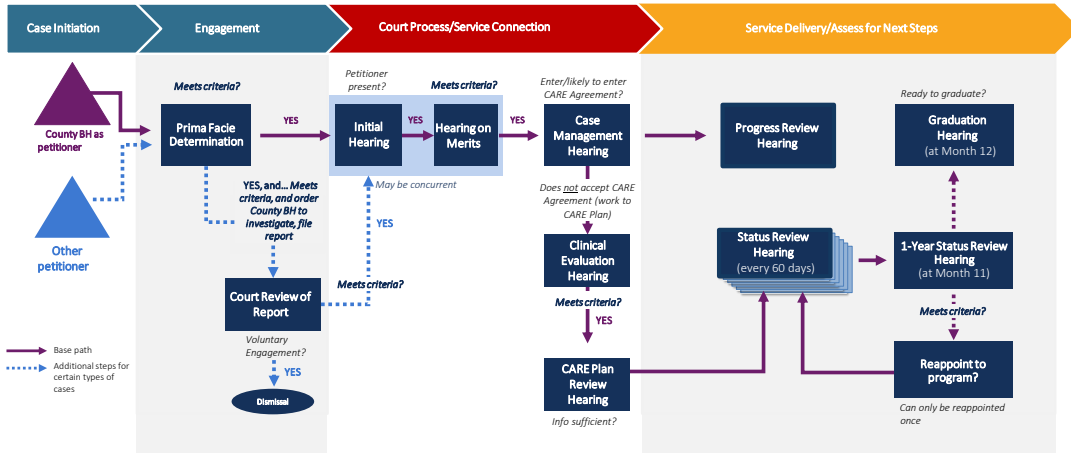 Case Initiation
Engagement
Court Process/Service Connection
Service Delivery/Assess for Next Steps
County BH as
petitioner
Other
petitioner
Base path
Additional steps for
certain types of
cases
Meets criteria?
Prima Facie
Determination
YES
YES, and... Meets
criteria, and order
County BH to
investigate, file
report
Court Review of
Report
Voluntary
Engagement?
YES
Dismissal
Petitioner
present?
Initial
Hearing
YES
Meets criteria?
Hearing on
Merits
May be concurrent
YES
Meets criteria?
YES
Enter/likely to enter
CARE Agreement?
Case
Management
Hearing
Does not accept CARE
Agreement (work to
CARE Plan)
Clinical
Evaluation
Hearing
Meets criteria?
YES
CARE Plan
Review
Hearing
Info sufficient?
Progress Review
Hearing
Status Review
Hearing
(every 60 days)
Ready to graduate?
Graduation
Hearing
(at Month 12)
1-Year Status Review
Hearing
(at Month 11)
Meets criteria?
Reappoint to
program?
Can only be reappointed
once